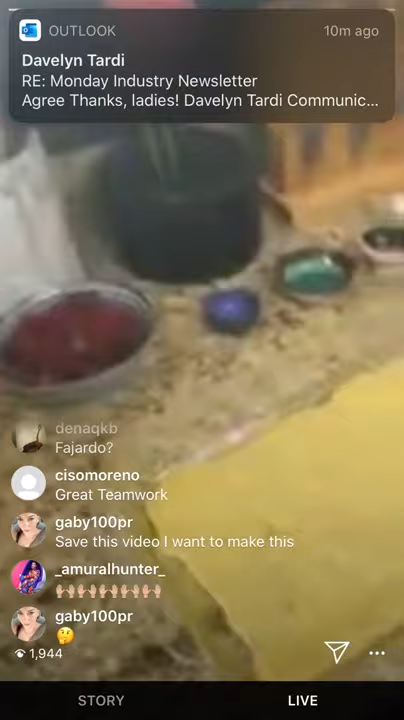 OUTLOOK 10m ago
Davelyn Tardi
RE: Monday Industry Newsletter
Agree Thanks, ladies! Davelyn Tardi Communic...
denaqkb
Fajardo?
cisomoreno
Great Teamwork
gaby100pr
Save this video I want to make this
_amuralhunter_
🙌🏼🙌🏼🙌🏼🙌🏼🙌🏼
gaby100pr
🤔
1,944
STORY LIVE